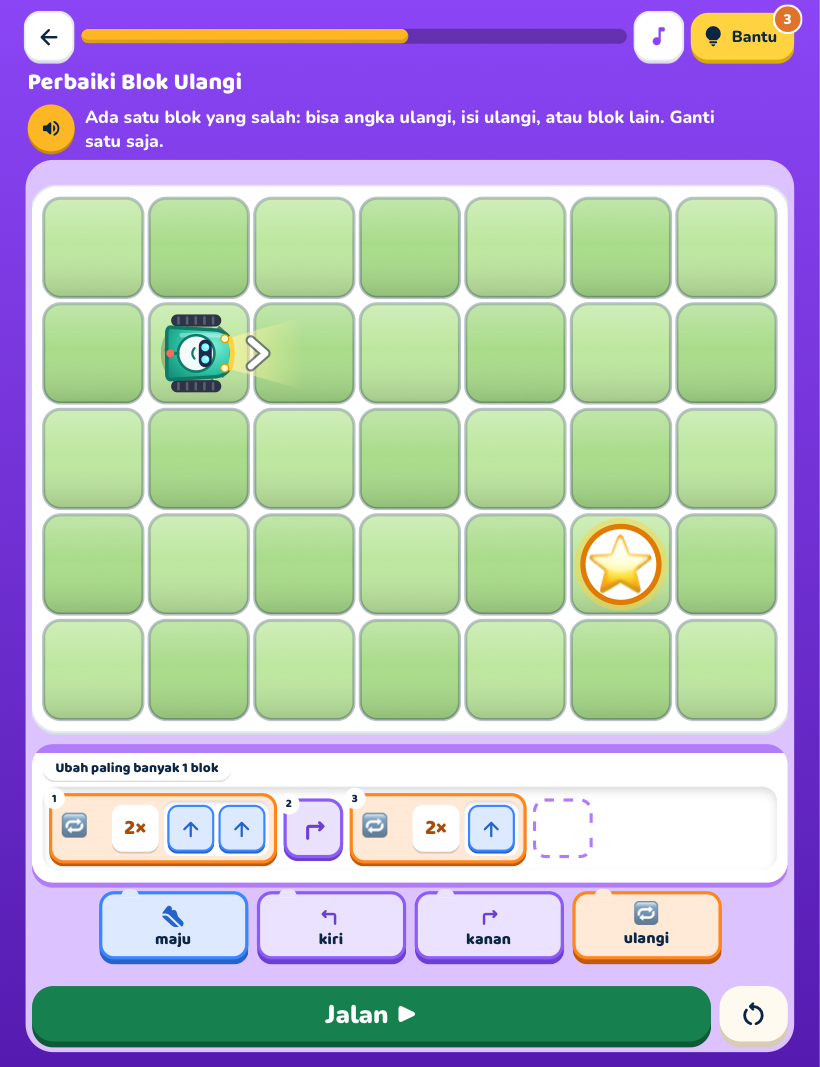 3
Bantu
Perbaiki Blok Ulangi
Ada satu blok yang salah: bisa angka ulangi, isi ulangi, atau blok lain. Ganti
satu saja.
Ubah paling banyak 1 blok
1
2×
2
3
2×
maju
kiri
kanan
ulangi
Jalan